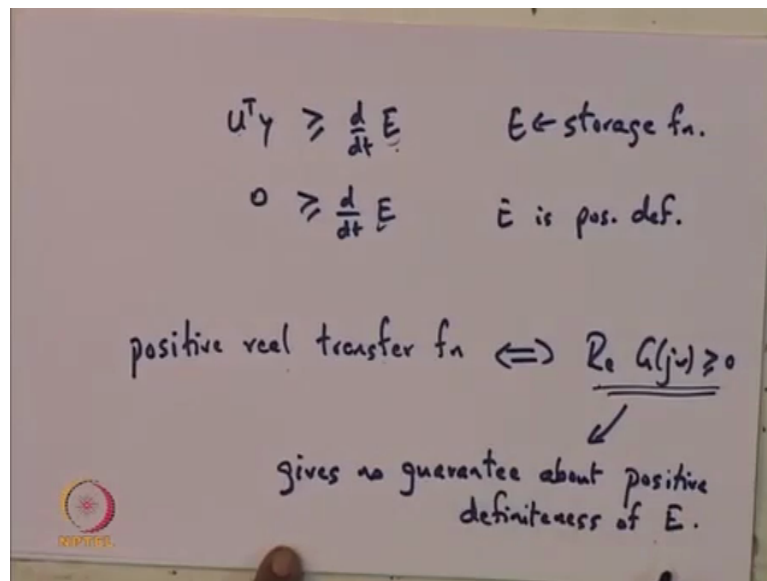 uᵀy ≥ d/dt E E ← storage fn.
0 ≥ d/dt E E is pos. def.
positive real transfer fn ⟺ Re G(jω) ≥ 0
gives no guarantee about positive
definiteness of E.
NPTEL